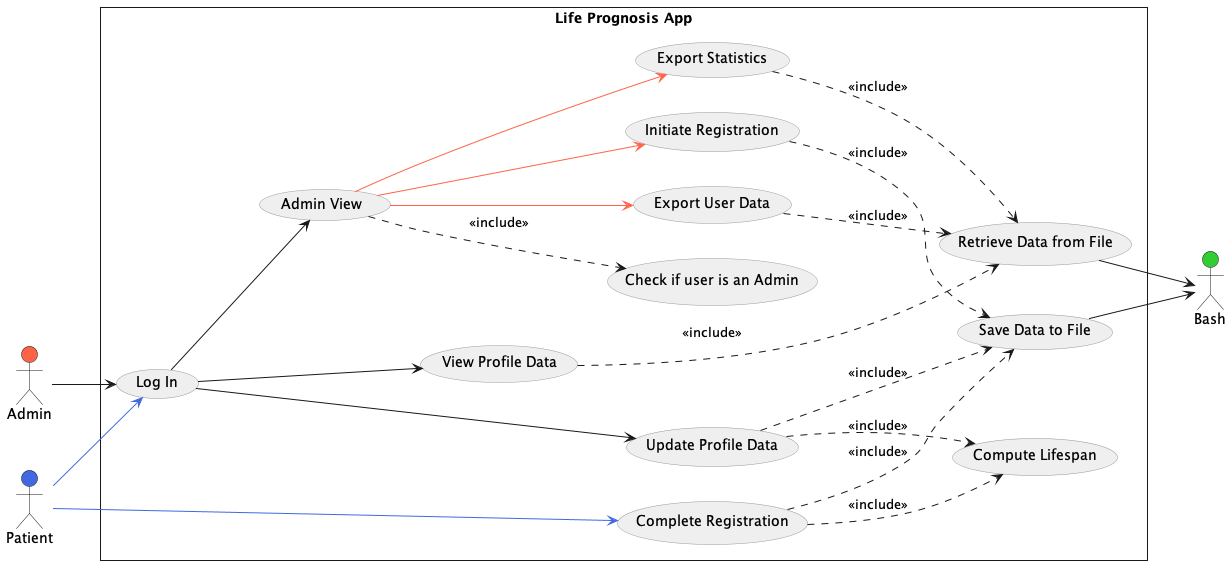 Life Prognosis App
Export Statistics
«include»
Initiate Registration
«include»
Admin View
Export User Data
«include»
«include»
Retrieve Data from File
Check if user is an Admin
Bash
«include»
Save Data to File
View Profile Data
Admin
Log In
«include»
Update Profile Data
«include»
«include»
Compute Lifespan
«include»
Complete Registration
Patient